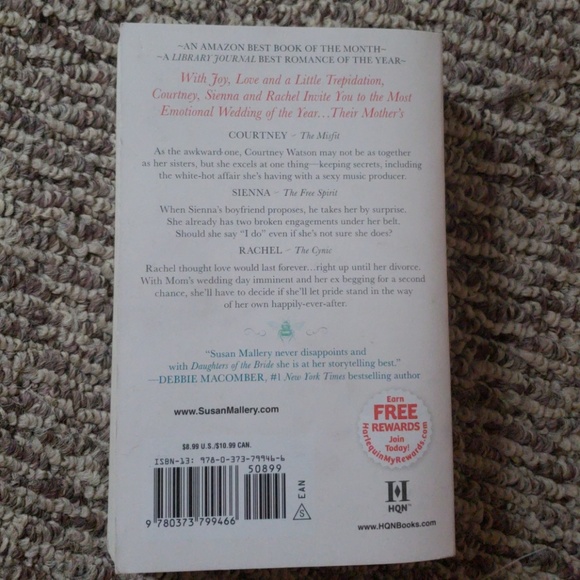 ~AN AMAZON BEST BOOK OF THE MONTH~
~A LIBRARY JOURNAL BEST ROMANCE OF THE YEAR~
With Joy, Love and a Little Trepidation,
Courtney, Sienna and Rachel Invite You to the Most
Emotional Wedding of the Year…Their Mother's
COURTNEY ~ The Misfit
As the awkward one, Courtney Watson may not be as together
as her sisters, but she excels at one thing—keeping secrets, including
the white-hot affair she's having with a sexy music producer.
SIENNA ~ The Free Spirit
When Sienna's boyfriend proposes, he takes her by surprise.
She already has two broken engagements under her belt.
Should she say "I do" even if she's not sure she does?
RACHEL ~ The Cynic
Rachel thought love would last forever…right up until her divorce.
With Mom's wedding day imminent and her ex begging for a second
chance, she'll have to decide if she'll let pride stand in the way
of her own happily-ever-after.
"Susan Mallery never disappoints and
with Daughters of the Bride she is at her storytelling best."
—DEBBIE MACOMBER, #1 New York Times bestselling author
www.SusanMallery.com
Earn
FREE
REWARDS
Join
Today!
HarlequinMyRewards.com
$8.99 U.S./$10.99 CAN.
ISBN-13: 978-0-373-79946-6
50899
EAN
S
9 780373 799466
H
HQN™
www.HQNBooks.com